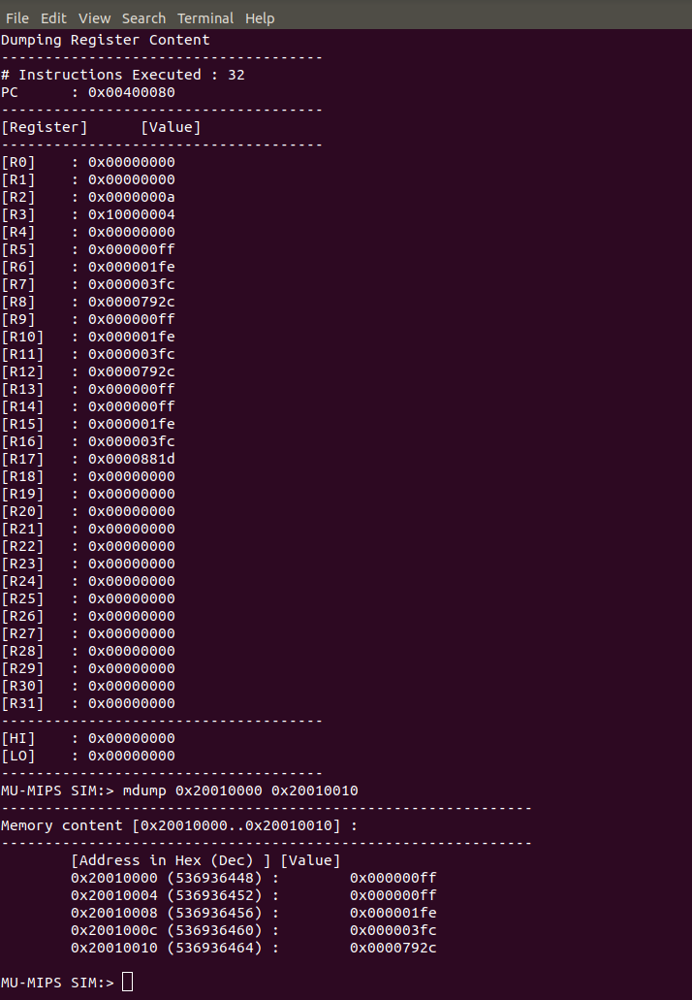 File Edit View Search Terminal Help
Dumping Register Content
-------------------------------------
# Instructions Executed : 32
PC : 0x00400080
-------------------------------------
[Register] [Value]
-------------------------------------
[R0] : 0x00000000
[R1] : 0x00000000
[R2] : 0x0000000a
[R3] : 0x10000004
[R4] : 0x00000000
[R5] : 0x000000ff
[R6] : 0x000001fe
[R7] : 0x000003fc
[R8] : 0x0000792c
[R9] : 0x000000ff
[R10] : 0x000001fe
[R11] : 0x000003fc
[R12] : 0x0000792c
[R13] : 0x000000ff
[R14] : 0x000000ff
[R15] : 0x000001fe
[R16] : 0x000003fc
[R17] : 0x0000881d
[R18] : 0x00000000
[R19] : 0x00000000
[R20] : 0x00000000
[R21] : 0x00000000
[R22] : 0x00000000
[R23] : 0x00000000
[R24] : 0x00000000
[R25] : 0x00000000
[R26] : 0x00000000
[R27] : 0x00000000
[R28] : 0x00000000
[R29] : 0x00000000
[R30] : 0x00000000
[R31] : 0x00000000
-------------------------------------
[HI] : 0x00000000
[LO] : 0x00000000
-------------------------------------
MU-MIPS SIM:> mdump 0x20010000 0x20010010
-------------------------------------------------------------
Memory content [0x20010000..0x20010010] :
-------------------------------------------------------------
[Address in Hex (Dec) ] [Value]
0x20010000 (536936448) : 0x000000ff
0x20010004 (536936452) : 0x000000ff
0x20010008 (536936456) : 0x000001fe
0x2001000c (536936460) : 0x000003fc
0x20010010 (536936464) : 0x0000792c
MU-MIPS SIM:>